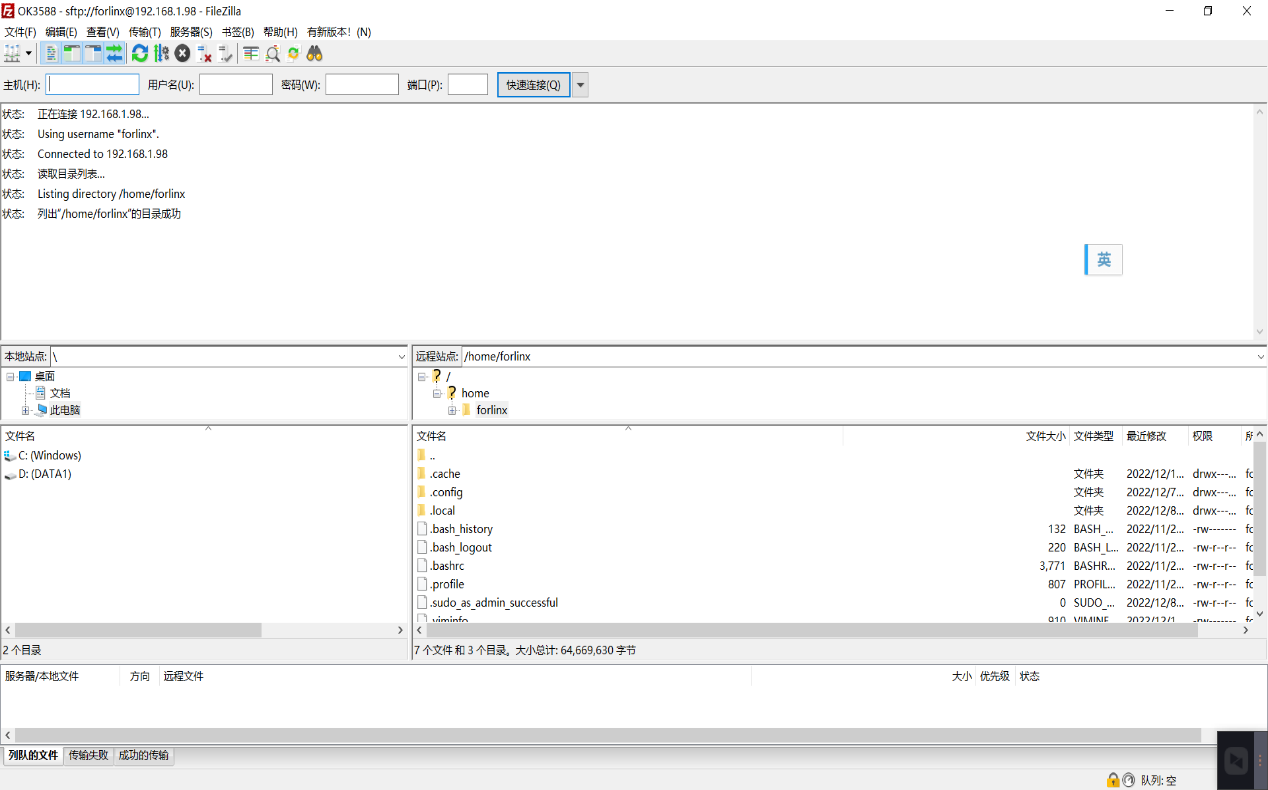 OK3588 - sftp://forlinx@192.168.1.98 - FileZilla
文件(F) 编辑(E) 查看(V) 传输(T) 服务器(S) 书签(B) 帮助(H) 有新版本! (N)
主机(H): 用户名(U): 密码(W): 端口(P): 快速连接(Q)
状态: 正在连接 192.168.1.98...
状态: Using username "forlinx".
状态: Connected to 192.168.1.98
状态: 读取目录列表...
状态: Listing directory /home/forlinx
状态: 列出"/home/forlinx"的目录成功
英
本地站点: \
远程站点: /home/forlinx
桌面
文档
此电脑
/
home
forlinx
文件名
C: (Windows)
D: (DATA1)
2 个目录
文件名 文件大小 文件类型 最近修改 权限 所
..
.cache 文件夹 2022/12/1... drwx---... fo
.config 文件夹 2022/12/7... drwx---... fo
.local 文件夹 2022/12/8... drwx---... fo
.bash_history 132 BASH_... 2022/11/2... -rw------- fo
.bash_logout 220 BASH_L... 2022/11/2... -rw-r--r-- fo
.bashrc 3,771 BASHR... 2022/11/2... -rw-r--r-- fo
.profile 807 PROFIL... 2022/11/2... -rw-r--r-- fo
.sudo_as_admin_successful 0 SUDO_... 2022/12/8... -rw-r--r-- fo
.viminfo 910 VIMINF... 2022/12/1... -rw------- fo
7 个文件 和 3 个目录。大小总计: 64,669,630 字节
服务器/本地文件 方向 远程文件 大小 优先级 状态
列队的文件 传输失败 成功的传输
队列: 空